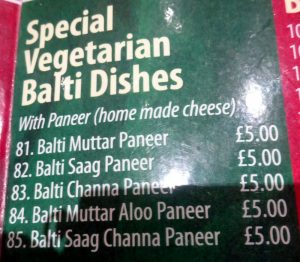 Special
Vegetarian
Balti Dishes
With Paneer (home made cheese)
81. Balti Muttar Paneer £5.00
82. Balti Saag Paneer £5.00
83. Balti Channa Paneer £5.00
84. Balti Muttar Aloo Paneer £5.00
85. Balti Saag Channa Paneer £5.00